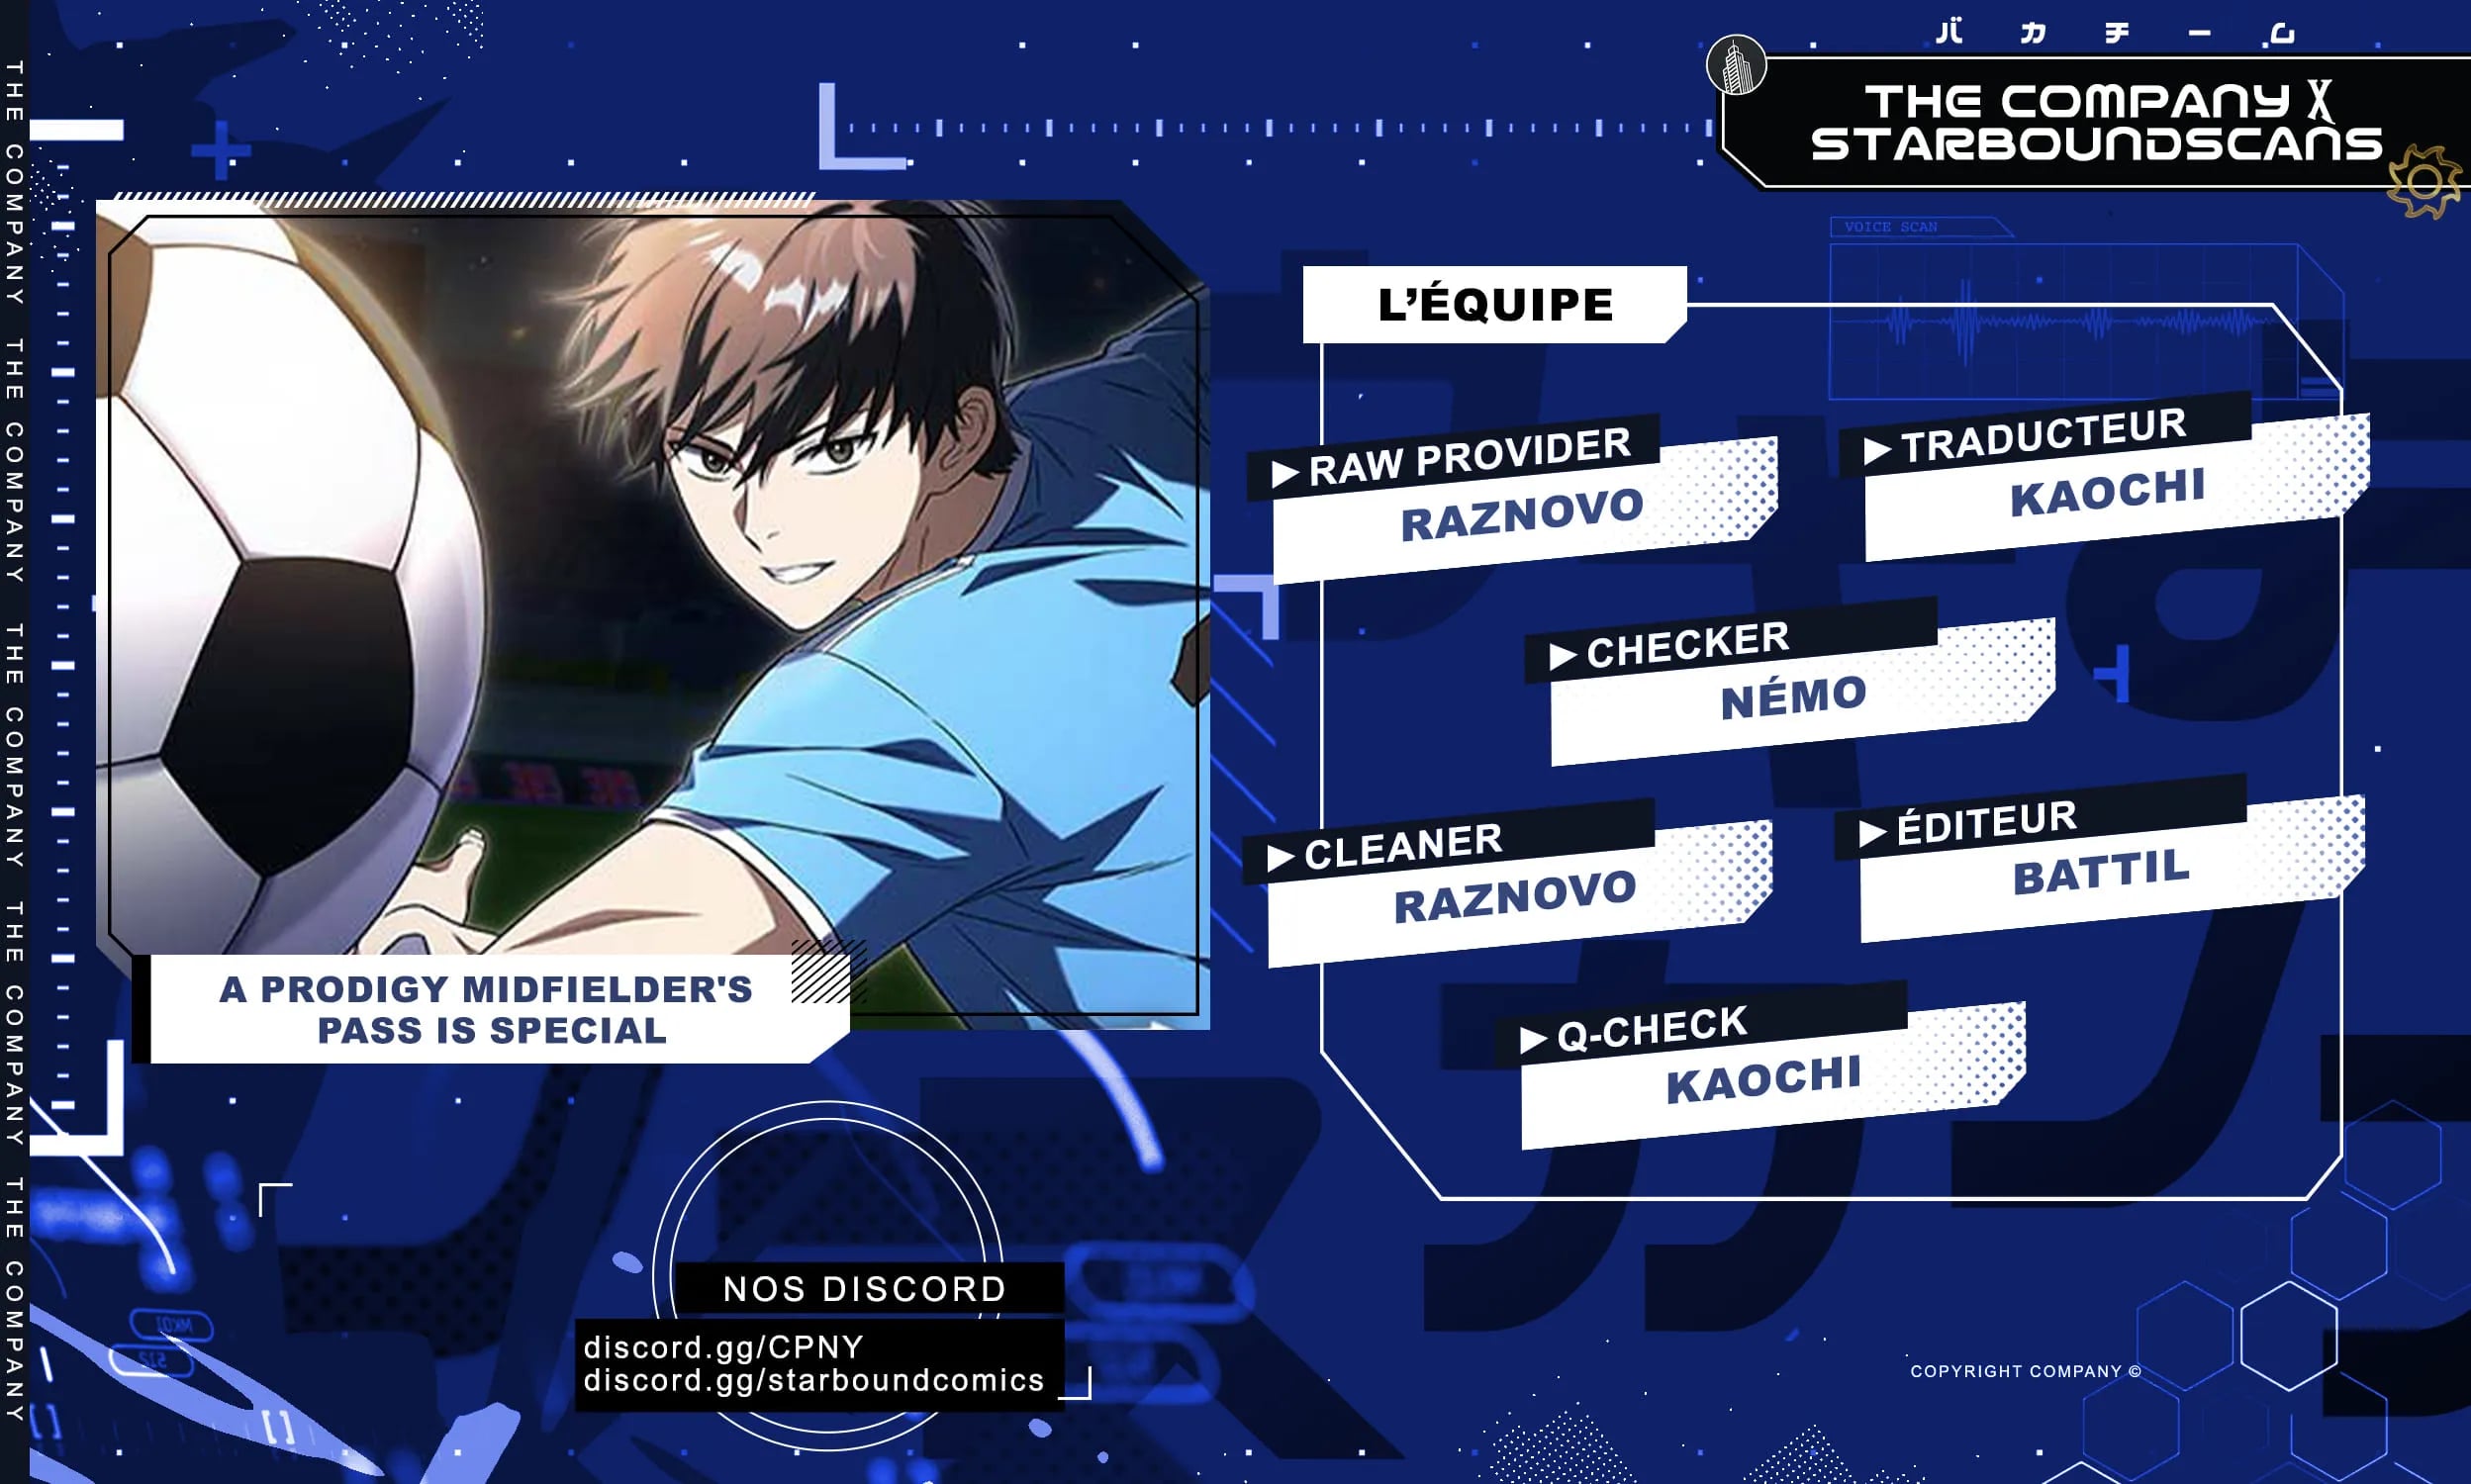 バカチーム
THE COMPANY X
STARBOUNDSCANS
VOICE SCAN
L'ÉQUIPE
RAW PROVIDER
RAZNOVO
TRADUCTEUR
KAOCHI
CHECKER
NÉMO
CLEANER
RAZNOVO
ÉDITEUR
BATTIL
Q-CHECK
KAOCHI
A PRODIGY MIDFIELDER'S
PASS IS SPECIAL
NOS DISCORD
discord.gg/CPNY
discord.gg/starboundcomics
COPYRIGHT COMPANY ©
THE COMPANY THE COMPANY THE COMPANY THE COMPANY THE COMPANY